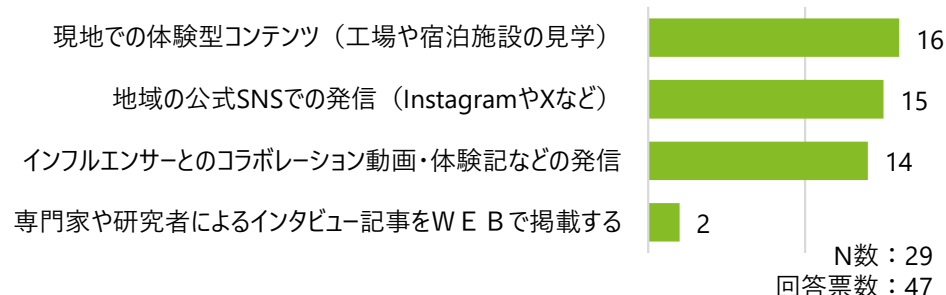 現地での体験型コンテンツ（工場や宿泊施設の見学） 16
地域の公式SNSでの発信（InstagramやXなど） 15
インフルエンサーとのコラボレーション動画・体験記などの発信 14
専門家や研究者によるインタビュー記事をＷＥＢで掲載する 2
N数：29
回答票数：47